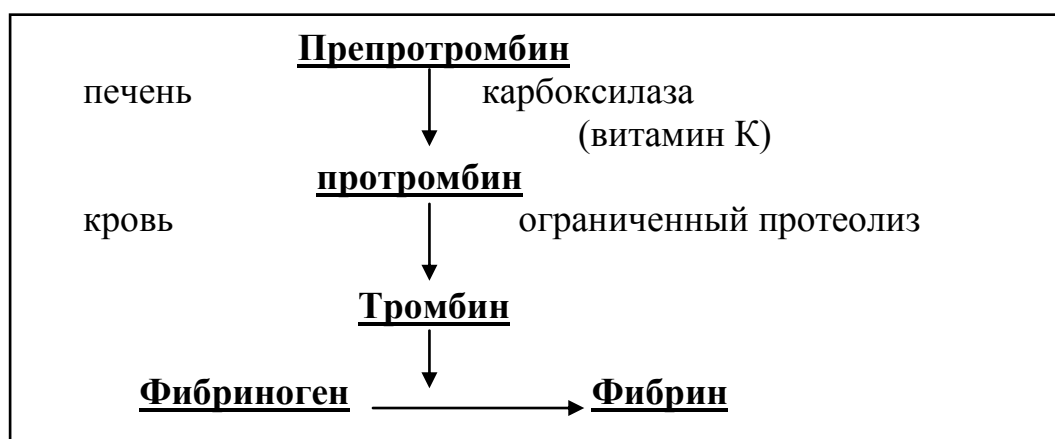 Препротромбин
печень карбоксилаза
(витамин К)
протромбин
кровь ограниченный протеолиз
Тромбин
Фибриноген Фибрин